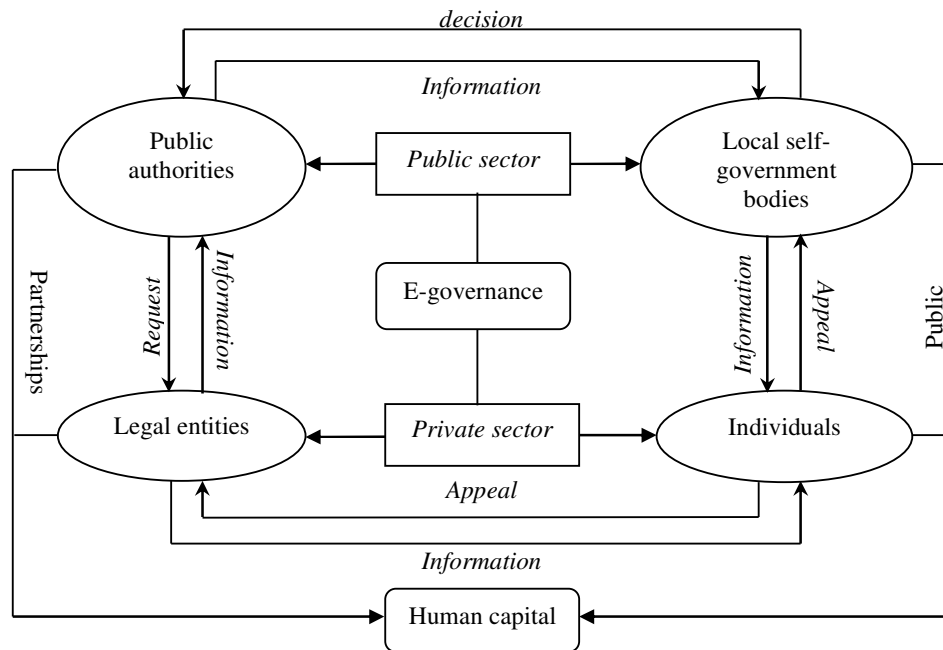 decision
Information
Public
authorities
Public sector
Local self-
government
bodies
Partnerships
Request
Information
E-governance
Information
Appeal
Public
Legal entities
Private sector
Individuals
Appeal
Information
Human capital